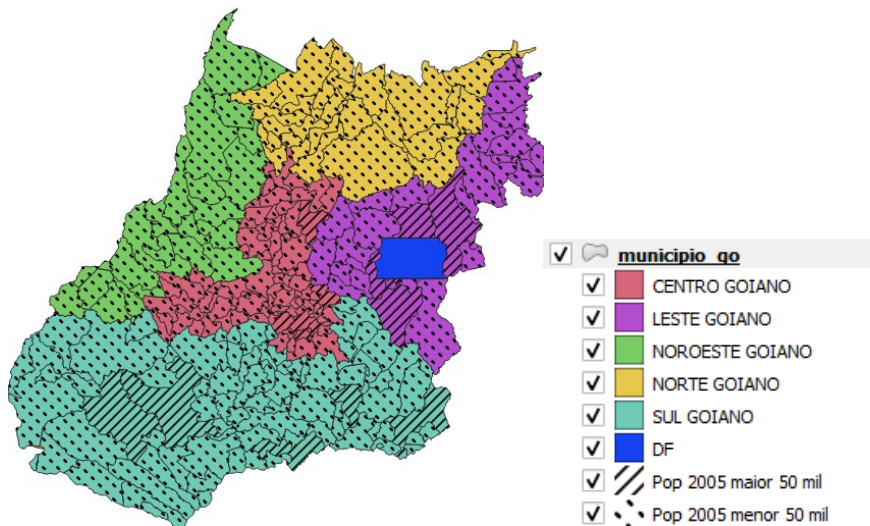 municipio_go
CENTRO GOIANO
LESTE GOIANO
NOROESTE GOIANO
NORTE GOIANO
SUL GOIANO
DF
Pop 2005 maior 50 mil
Pop 2005 menor 50 mil